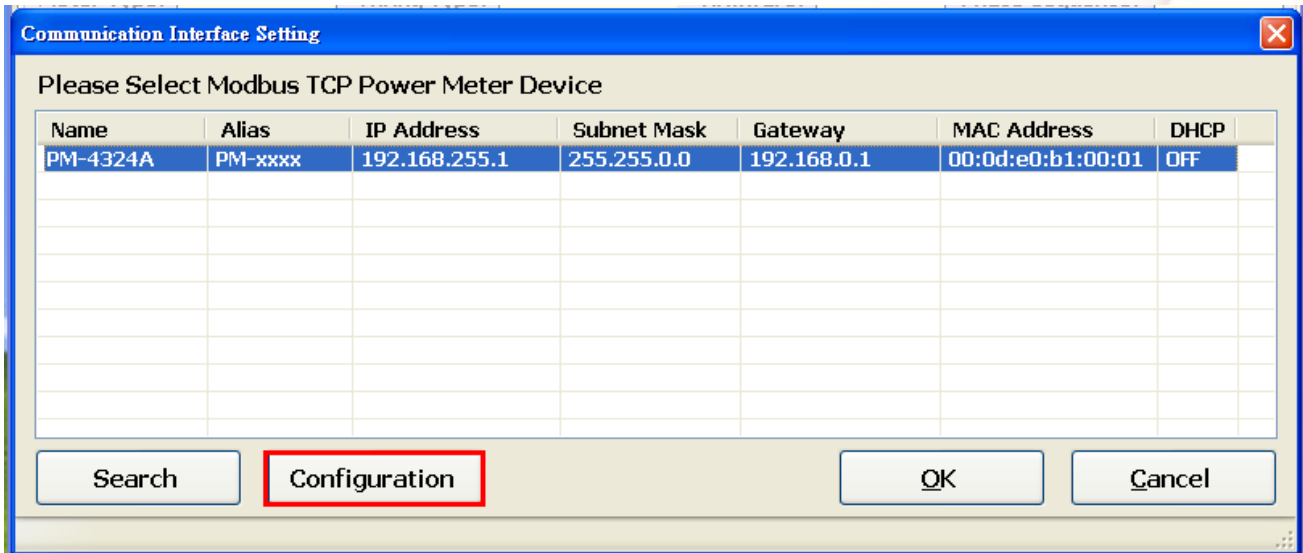 Communication Interface Setting
Please Select Modbus TCP Power Meter Device
Name Alias IP Address Subnet Mask Gateway MAC Address DHCP
PM-4324A PM-xxxx 192.168.255.1 255.255.0.0 192.168.0.1 00:0d:e0:b1:00:01 OFF
Search Configuration OK Cancel